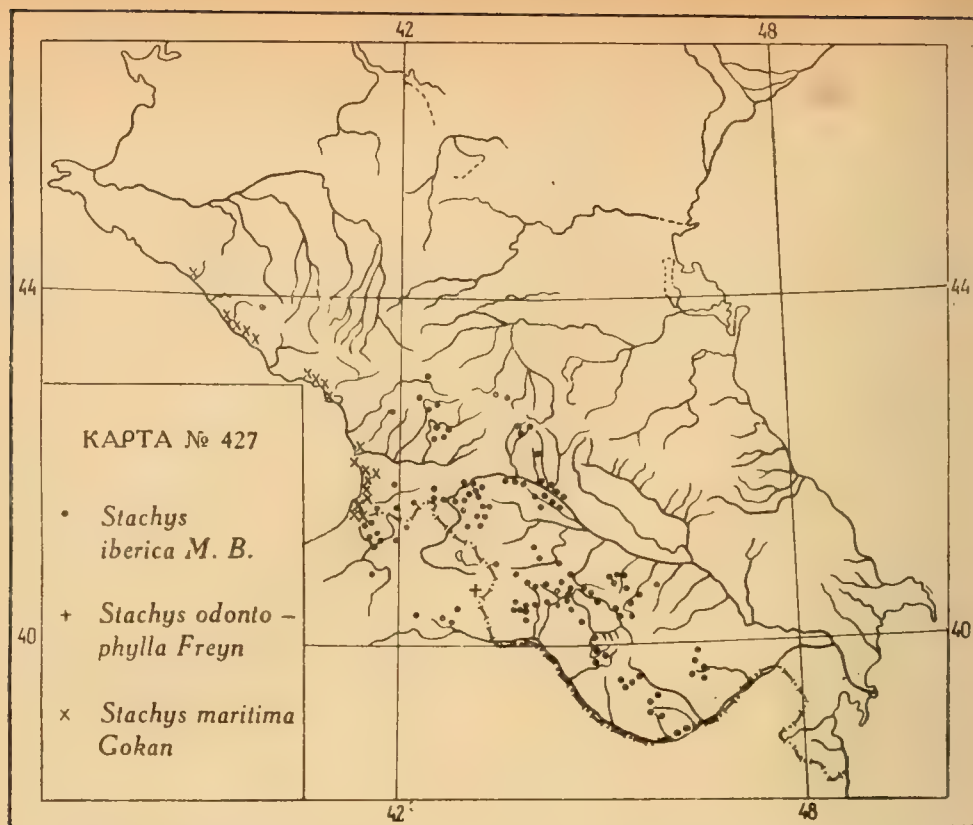 42 48
44 44
КАРТА № 427
• Stachys
iberica M. B.
+ Stachys odonto –
phylla Freyn
40 40
× Stachys maritima
Gokan
42 48